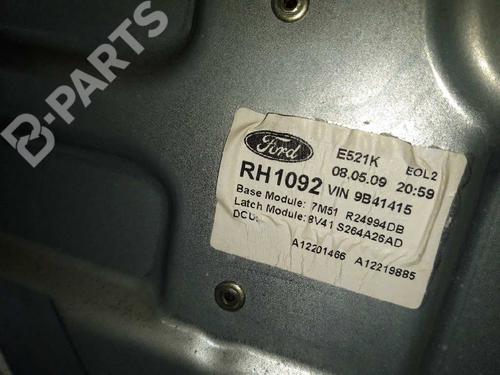 B-PARTS
Ford
E521K EOL2
08.05.09 20:59
RH1092 VIN 9B41415
Base Module: 7M51 R24994DB
Latch Module: 8V41 S264A26AD
DCU:
A12201466 A12219885